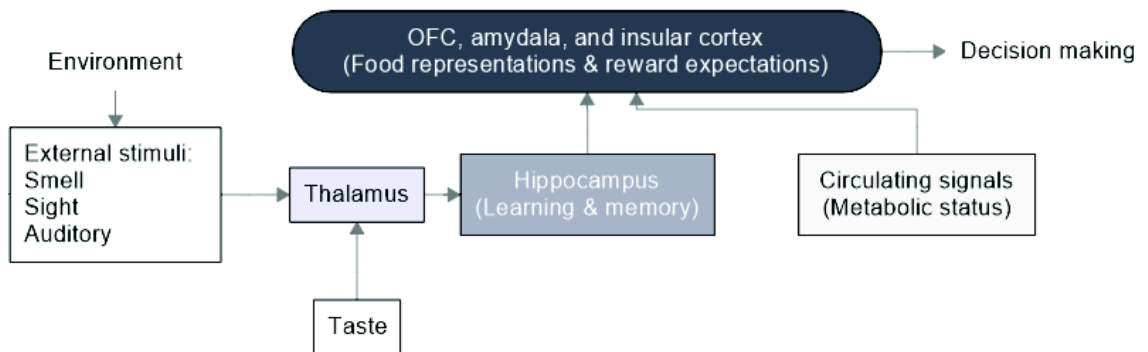 OFC, amydala, and insular cortex
(Food representations & reward expectations)
Decision making
Environment
External stimuli:
Smell
Sight
Auditory
Thalamus
Hippocampus
(Learning & memory)
Circulating signals
(Metabolic status)
Taste